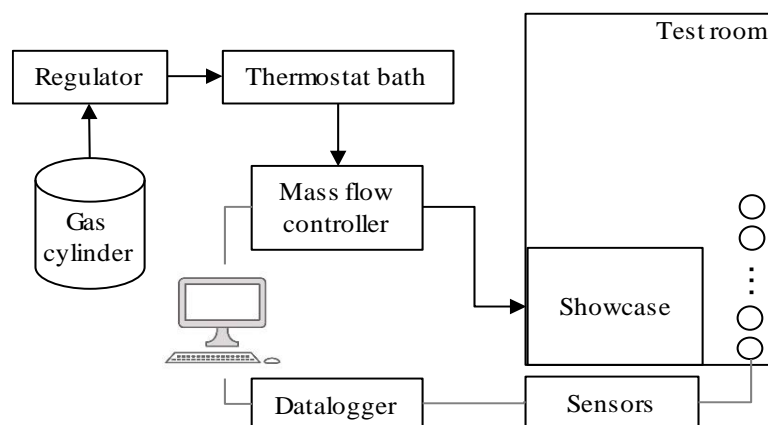 Test room
Regulator
Thermostat bath
Mass flow
controller
Gas
cylinder
Showcase
Datalogger
Sensors